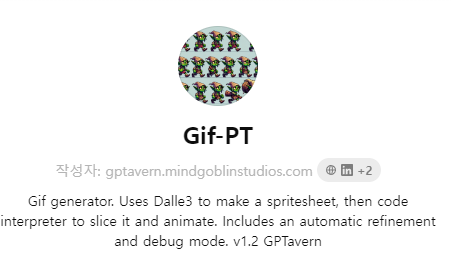 Gif-PT
작성자: gptavern.mindgoblinstudios.com +2
Gif generator. Uses Dalle3 to make a spritesheet, then code
interpreter to slice it and animate. Includes an automatic refinement
and debug mode. v1.2 GPTavern